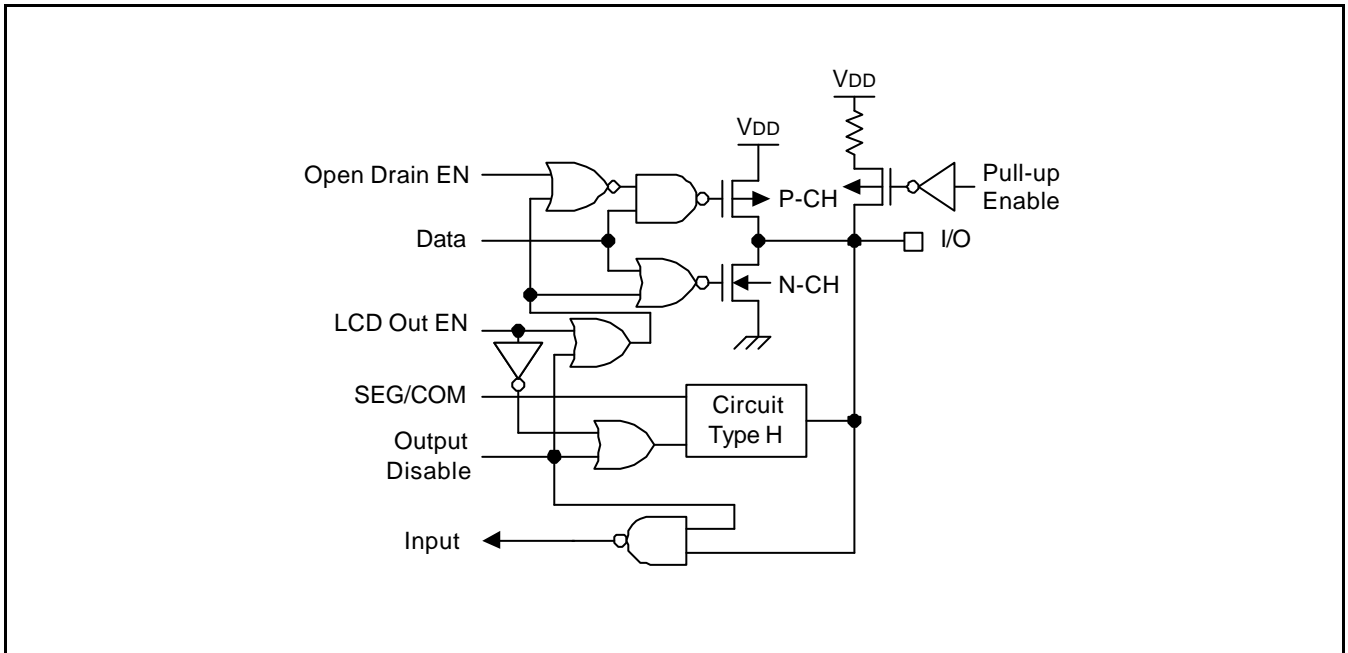 VDD
VDD
Open Drain EN
P-CH
Pull-up
Enable
Data
I/O
N-CH
LCD Out EN
SEG/COM
Circuit
Type H
Output
Disable
Input